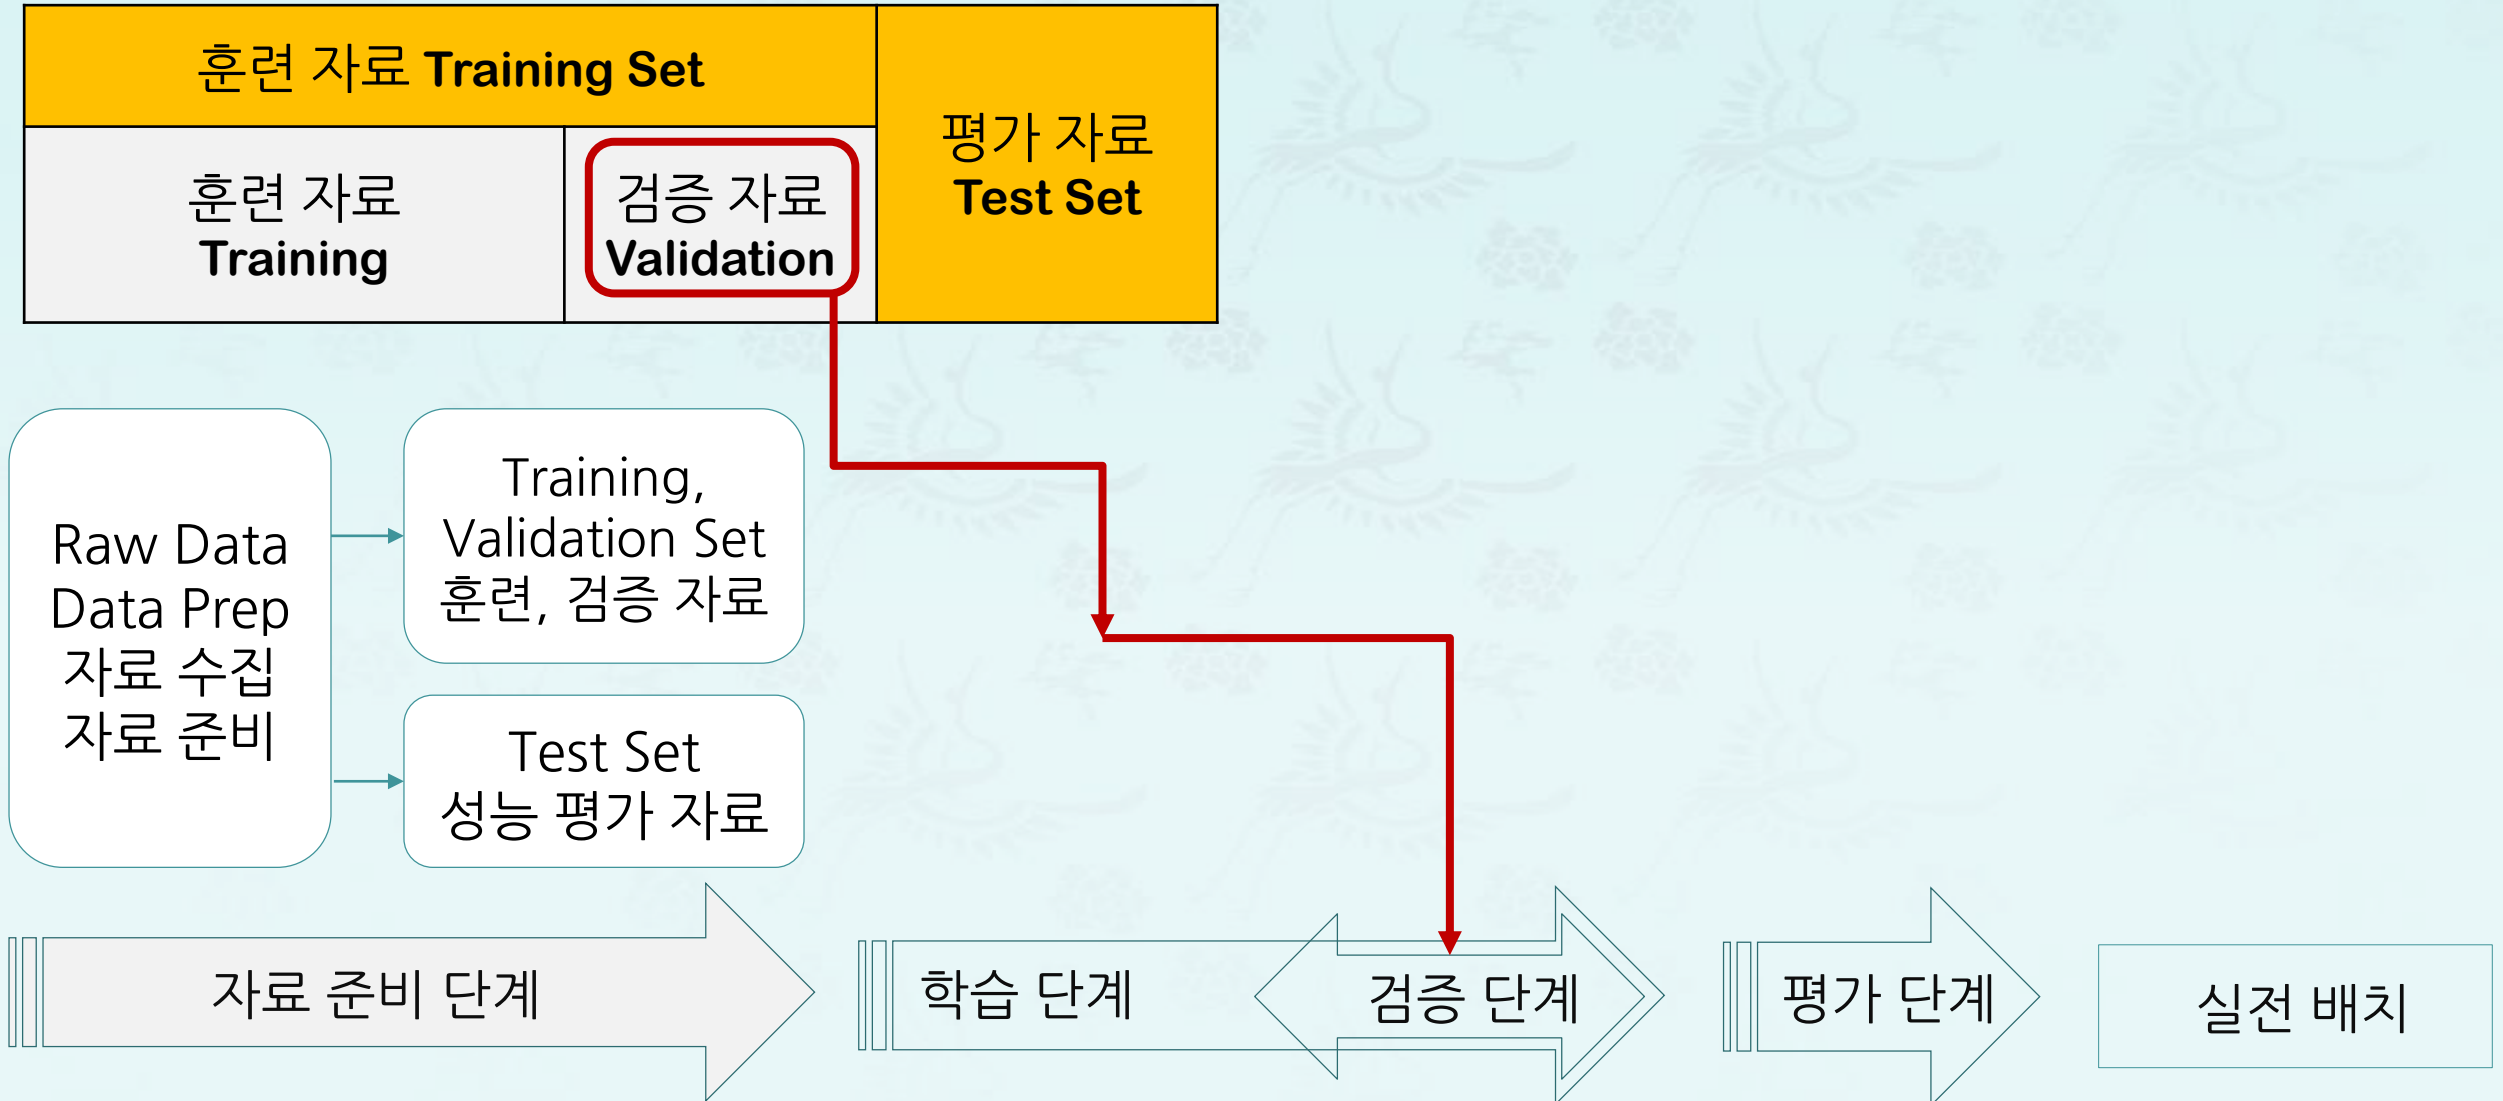 훈련 자료 Training Set
훈련 자료
Training
검증 자료
Validation
평가 자료
Test Set
Raw Data
Data Prep
자료 수집
자료 준비
Training,
Validation Set
훈련, 검증 자료
Test Set
성능 평가 자료
자료 준비 단계
학습 단계
검증 단계
평가 단계
실전 배치